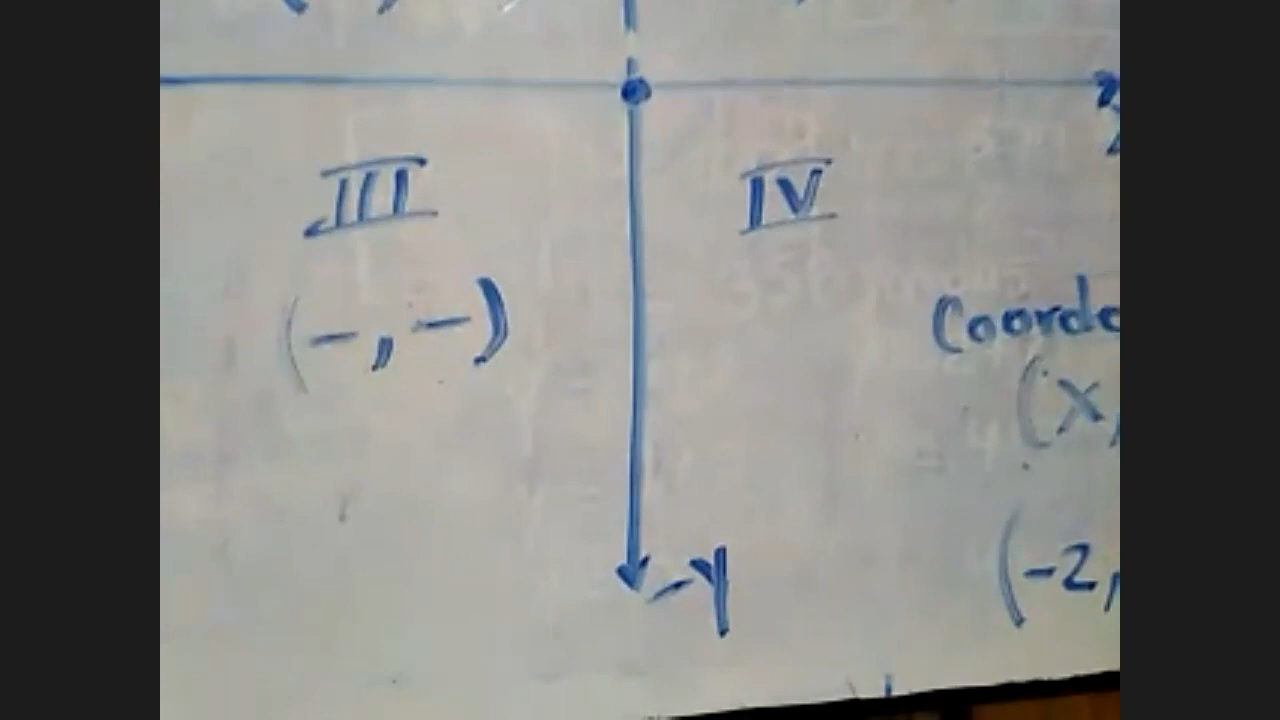 III
IV
(-,-)
Coord
(x,
-Y
(-2,